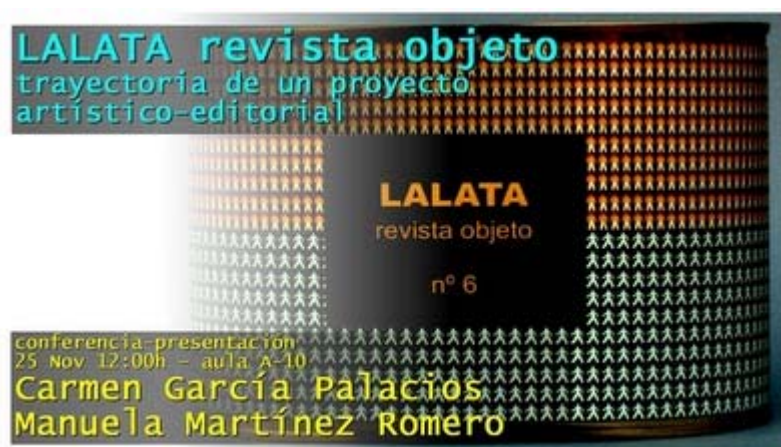 LALATA revista objeto
trayectoria de un proyecto
artístico-editorial
LALATA
revista objeto
nº 6
conferencia-presentación
25 Nov 12:00h – aula A-10
Carmen García Palacios
Manuela Martínez Romero